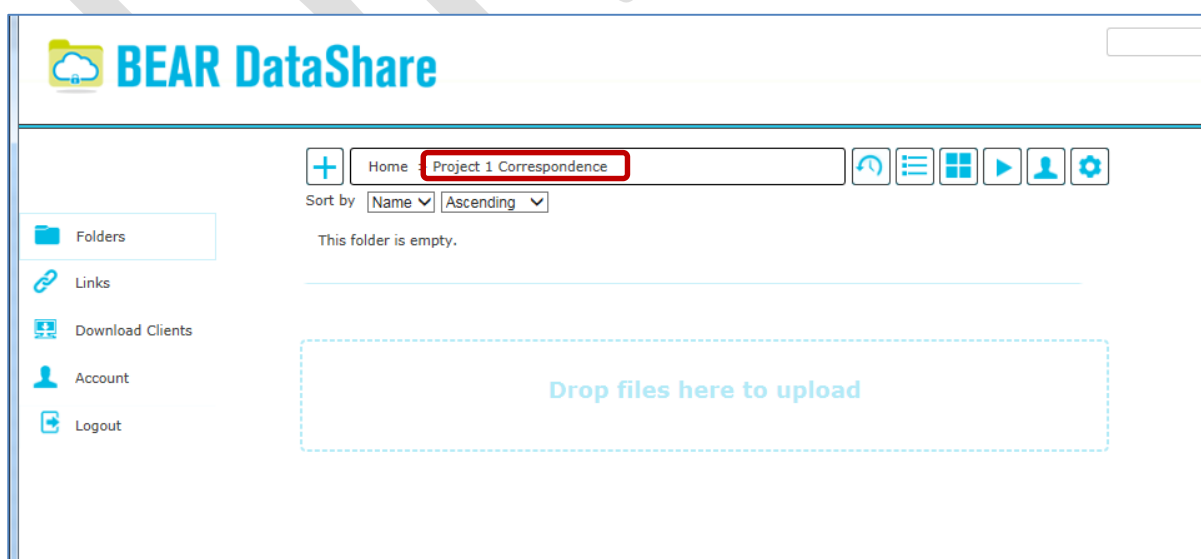 BEAR DataShare
Home : Project 1 Correspondence
Sort by Name Ascending
This folder is empty.
Folders
Links
Download Clients
Account
Logout
Drop files here to upload